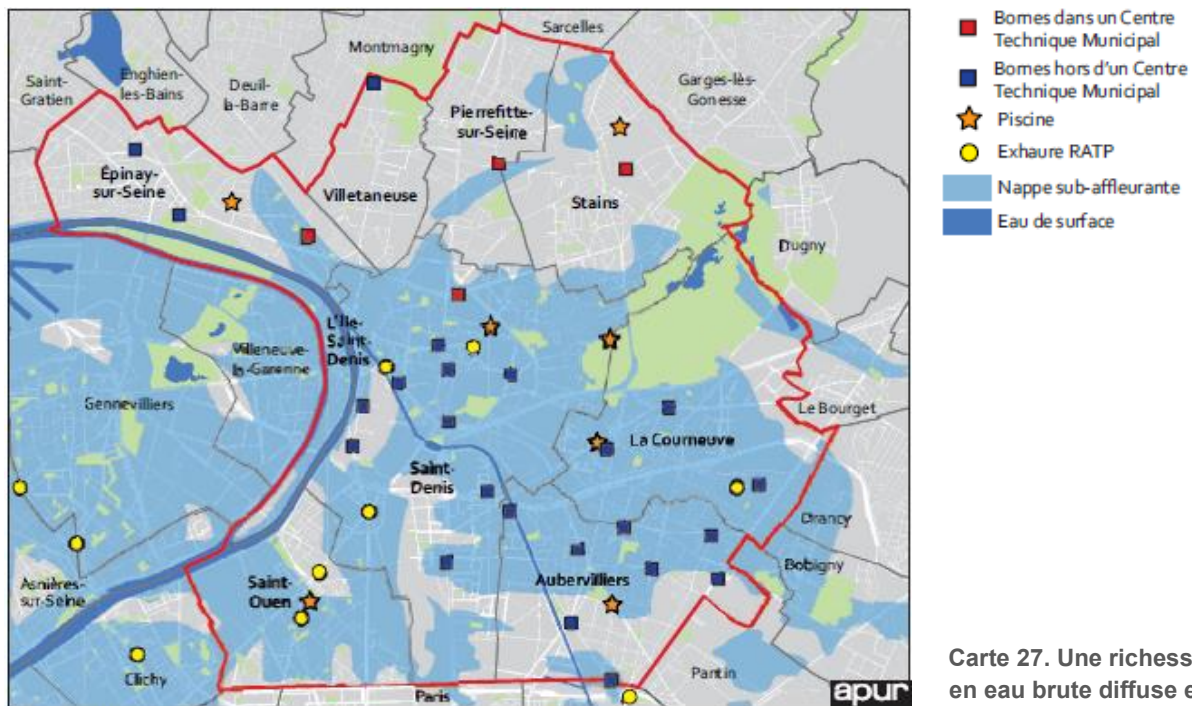 Sarcelles
Montmagny
Saint-
Gratien
Enghien-
les-Bains
Deuil-
la-Barre
Garges-lès-
Gonesse
Pierrefitte-
sur-Seine
Épinay-
sur-Seine
Villetaneuse
Stains
Dugny
L'Ile-
Saint-
Denis
Villeneuve-
la-Garenne
Gennevilliers
Le Bourget
La Courneuve
Saint-
Denis
Drancy
Bobigny
Asnières-
sur-Seine
Saint-
Ouen
Aubervilliers
Clichy
Pantin
Paris
apur
Bornes dans un Centre
Technique Municipal
Bornes hors d'un Centre
Technique Municipal
Piscine
Exhaure RATP
Nappe sub-affleurante
Eau de surface
Carte 27. Une richess
en eau brute diffuse e